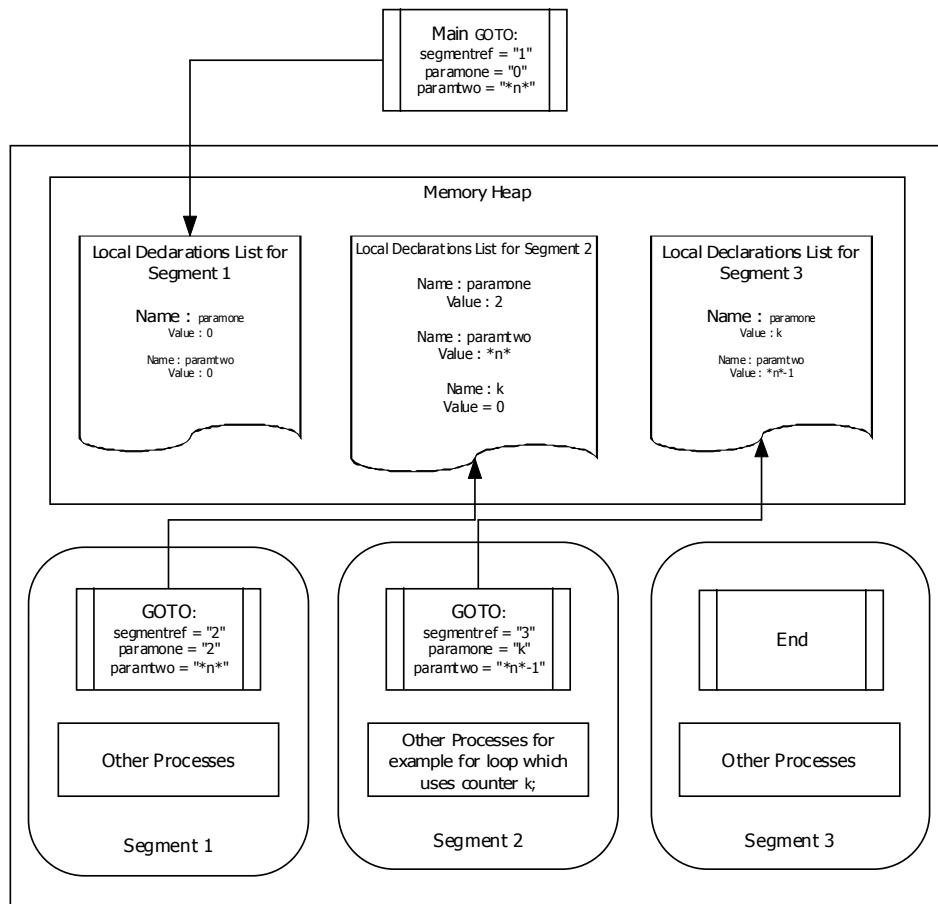 Main GOTO:
segmentref = "1"
paramone = "0"
paramtwo = "*n*"
Memory Heap
Local Declarations List for
Segment 1
Name : paramone
Value : 0
Name : paramtwo
Value : 0
Local Declarations List for Segment 2
Name : paramone
Value : 2
Name : paramtwo
Value : *n*
Name : k
Value = 0
Local Declarations List for
Segment 3
Name : paramone
Value : k
Name : paramtwo
Value : *n*-1
GOTO:
segmentref = "2"
paramone = "2"
paramtwo = "*n*"
Other Processes
Segment 1
GOTO:
segmentref = "3"
paramone = "k"
paramtwo = "*n*-1"
Other Processes for
example for loop which
uses counter k;
Segment 2
End
Other Processes
Segment 3